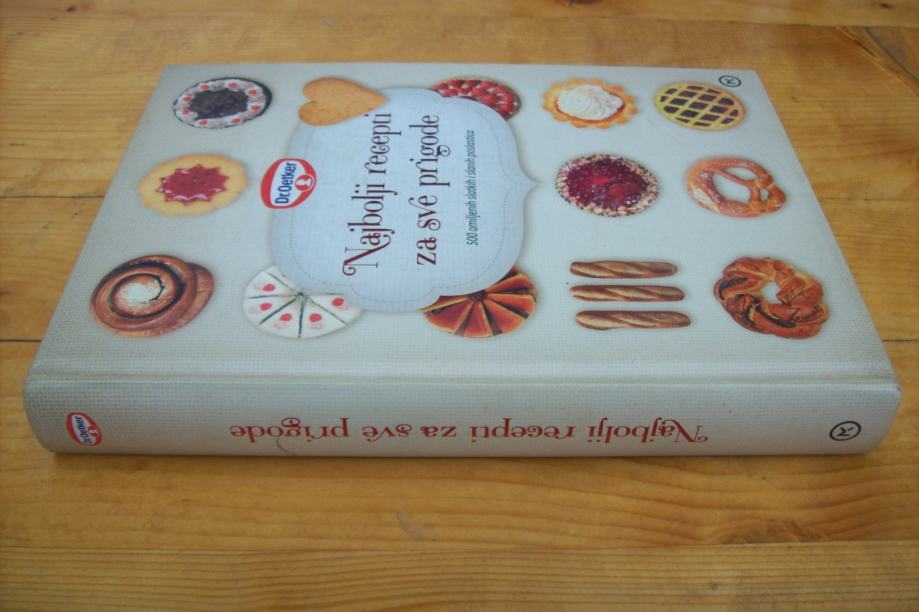 Dr.Oetker
Najbolji recepti
za sve prigode
500 omiljenih slatkih i slanih poslastica
Dr.Oetker
Najbolji recepti za sve prigode